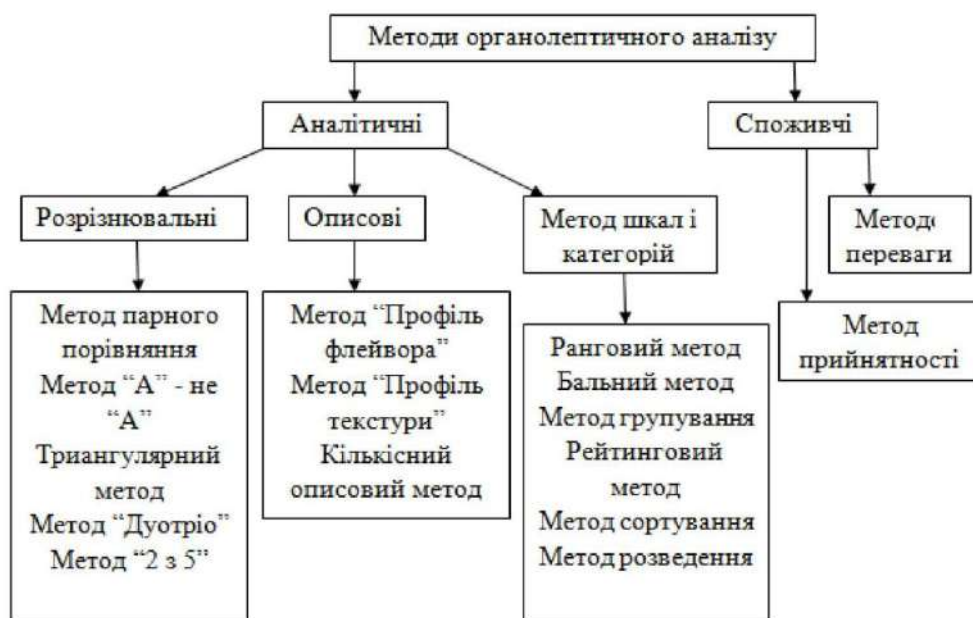 Методи органолептичного аналізу
Аналітичні
Споживчі
Розрізнювальні
Описові
Метод шкал і
категорій
Методє
переваги
Метод парного
порівняння
Метод “А” - не
“А”
Триангулярний
метод
Метод “Дуотріо”
Метод “2 з 5”
Метод “Профіль
флейвора”
Метод “Профіль
текстури”
Кількісний
описовий метод
Ранговий метод
Бальний метод
Метод групування
Рейтинговий
метод
Метод сортування
Метод розведення
Метод
прийнятності